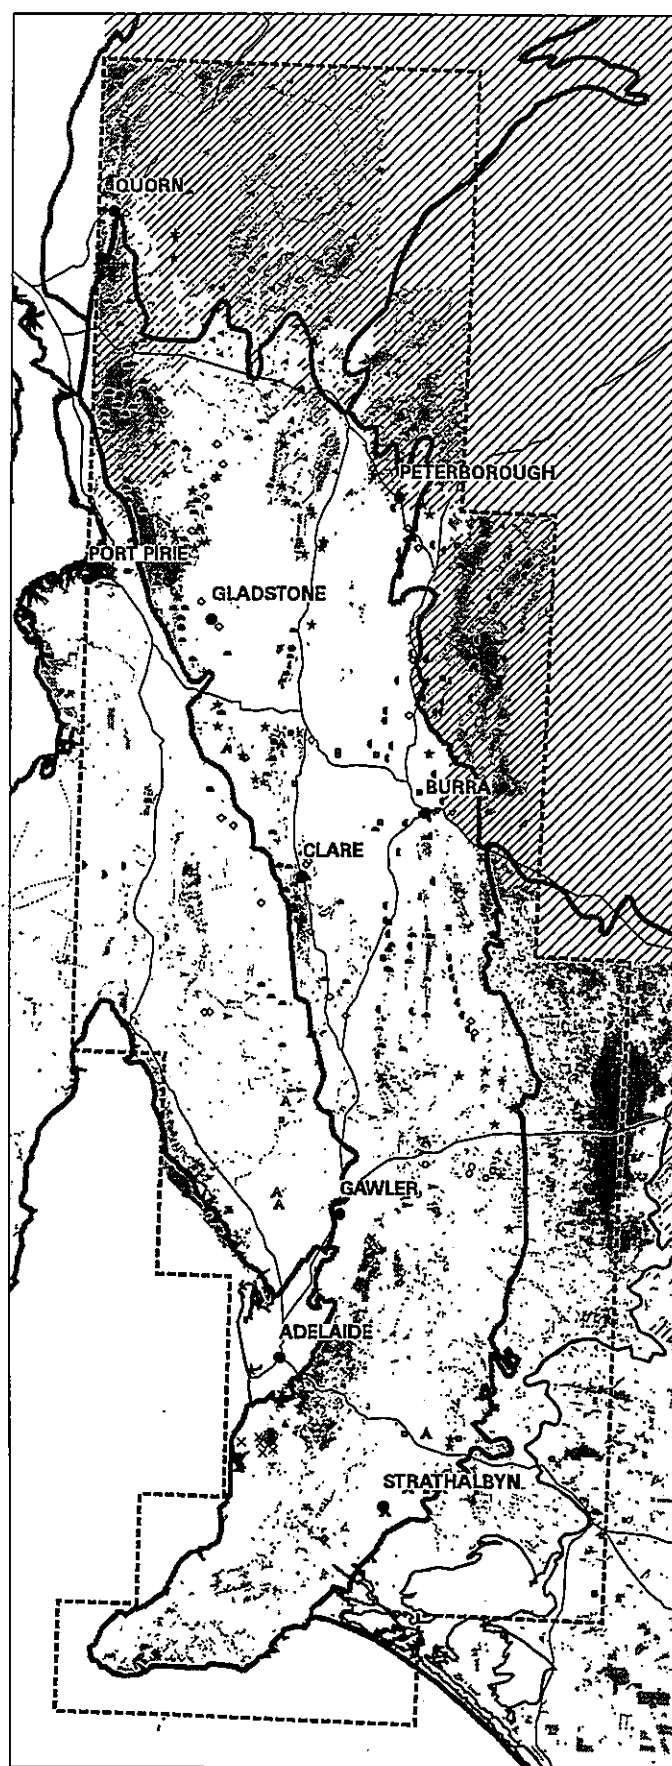 QUORN
PETERBOROUGH
PORT PIRIE
GLADSTONE
BURRA
CLARE
GAWLER
ADELAIDE
STRATHALBYN